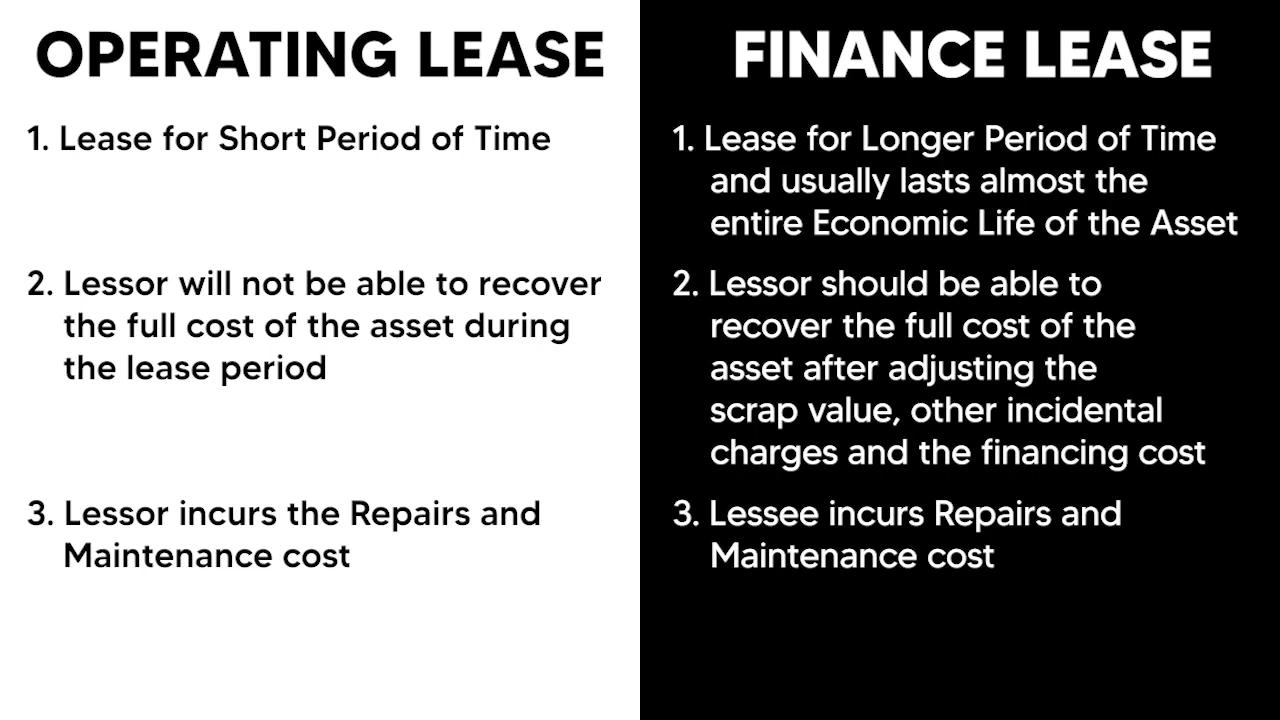 OPERATING LEASE
1. Lease for Short Period of Time
2. Lessor will not be able to recover
the full cost of the asset during
the lease period
3. Lessor incurs the Repairs and
Maintenance cost
FINANCE LEASE
1. Lease for Longer Period of Time
and usually lasts almost the
entire Economic Life of the Asset
2. Lessor should be able to
recover the full cost of the
asset after adjusting the
scrap value, other incidental
charges and the financing cost
3. Lessee incurs Repairs and
Maintenance cost